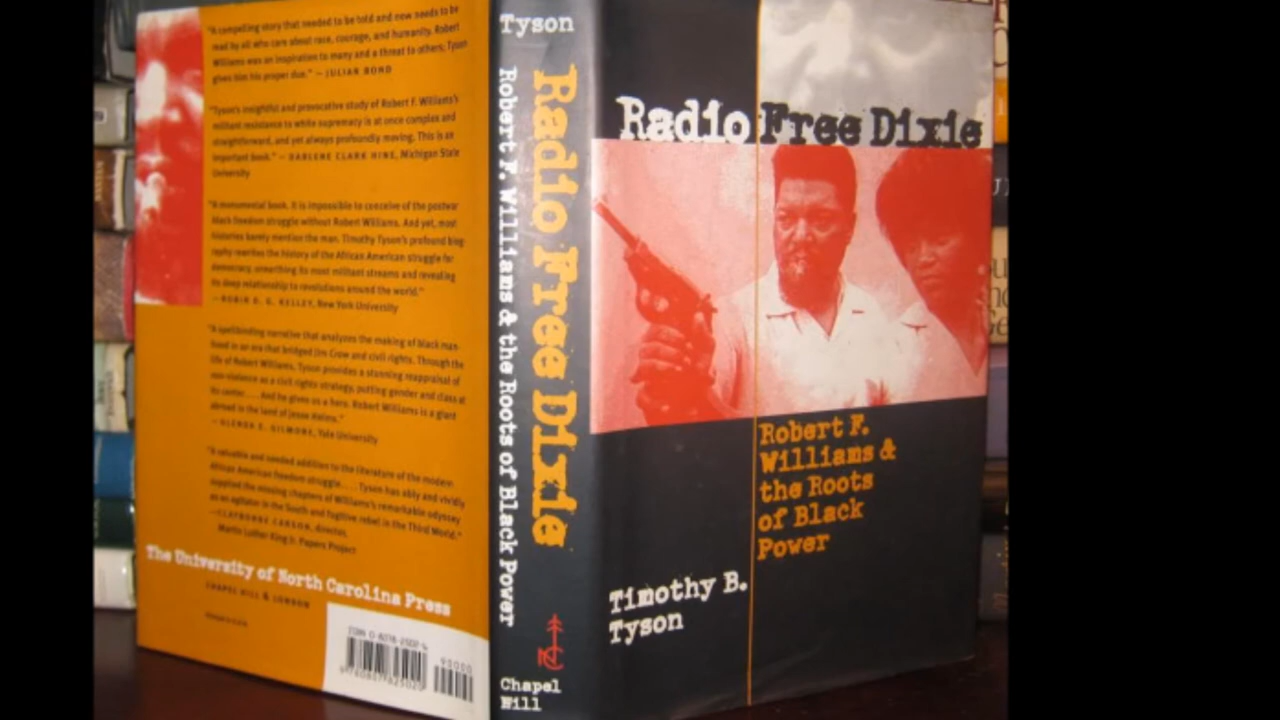 "A compelling story that needed to be told and now needs to be
read by all who care about race, courage, and humanity. Robert
Williams was an inspiration to many and a threat to others; Tyson
gives him his proper due." — JULIAN BOND
"Tyson's insightful and provocative study of Robert F. Williams's
militant resistance to white supremacy is at once complex and
straightforward, and yet always profoundly moving. This is an
important book." — DARLENE CLARK HINE, Michigan State
University
"A monumental book. It is impossible to conceive of the postwar
black freedom struggle without Robert Williams. And yet, most
histories barely mention the man. Timothy Tyson's profound biog-
raphy rewrites the history of the African American struggle for
democracy, unearthing its most militant streams and revealing
its deep relationship to revolutions around the world."
— ROBIN D. G. KELLEY, New York University
"A spellbinding narrative that analyzes the making of black man-
hood in an era that bridged Jim Crow and civil rights. Through the
life of Robert Williams, Tyson provides a stunning reappraisal of
non-violence as a civil rights strategy, putting gender and class at
its center. . . . And he gives us a hero. Robert Williams is a giant
abroad in the land of Jesse Helms."
— GLENDA E. GILMORE, Yale University
"A valuable and needed addition to the literature of the modern
African American freedom struggle. . . . Tyson has ably and vividly
supplied the missing chapters of Williams's remarkable odyssey
as an agitator in the South and fugitive rebel in the Third World."
—CLAYBORNE CARSON, director,
Martin Luther King Jr. Papers Project
The University of North Carolina Press
CHAPEL HILL & LONDON
ISBN 0-8078-2502-6
90000
9 780807 825020
Tyson
Radio Free Dixie
Robert F. Williams & the Roots of Black Power
Chapel
Hill
Radio Free Dixie
Robert F.
Williams &
the Roots
of Black
Power
Timothy B.
Tyson